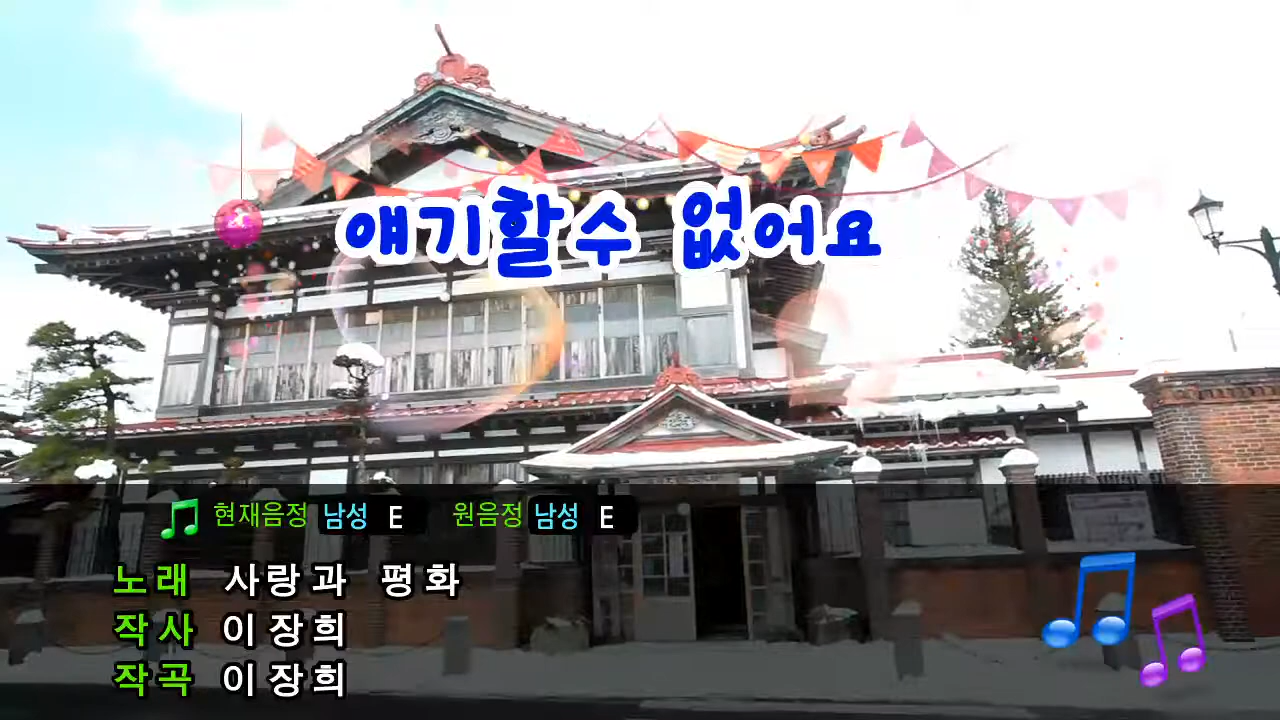 얘기할수 없어요
현재음정 남성 E 원음정 남성 E
노래 사랑과 평화
작사 이장희
작곡 이장희